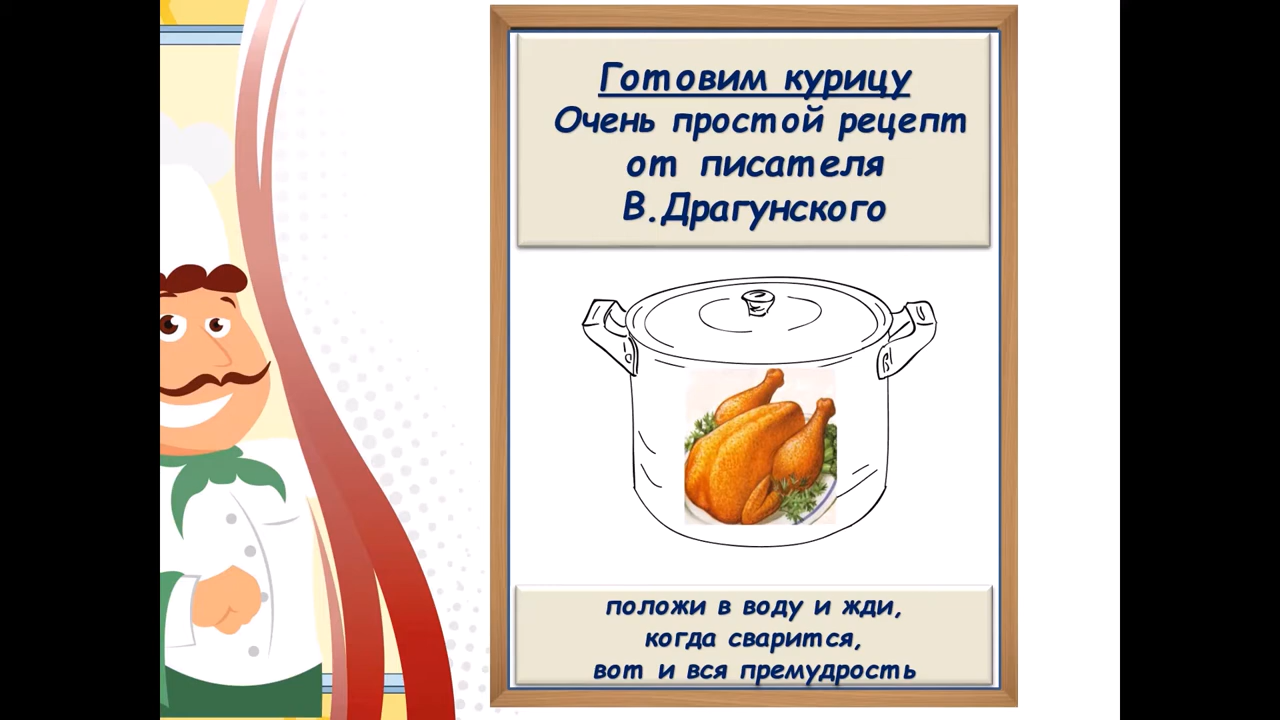 Готовим курицу
Очень простой рецепт
от писателя
В.Драгунского
положи в воду и жди,
когда сварится,
вот и вся премудрость